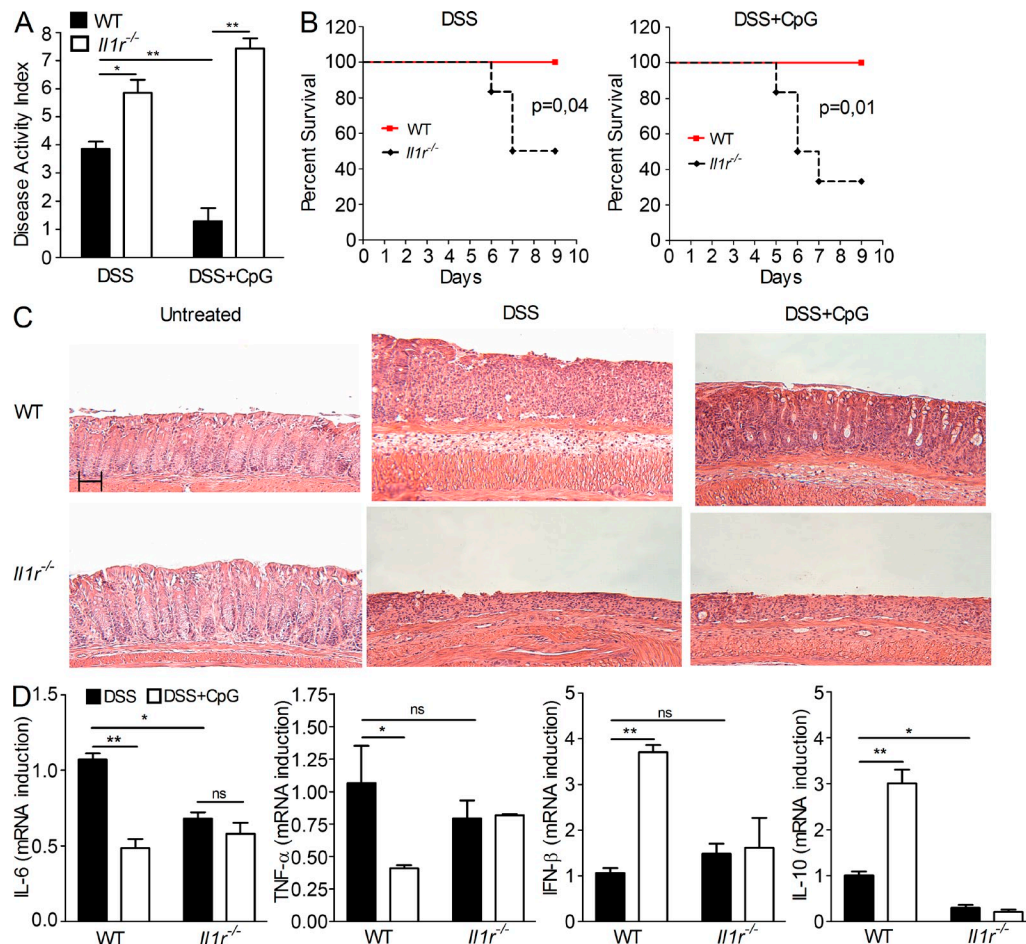 A
WT
Il1r-/-
Disease Activity Index
8
7
6
5
4
3
2
1
0
*
**
**
DSS
DSS+CpG
B
DSS
Percent Survival
120
100
80
60
40
20
0
p=0,04
WT
Il1r-/-
0 1 2 3 4 5 6 7 8 9 10
Days
DSS+CpG
Percent Survival
120
100
80
60
40
20
0
p=0,01
WT
Il1r-/-
0 1 2 3 4 5 6 7 8 9 10
Days
C
Untreated
DSS
DSS+CpG
WT
Il1r-/-
D
DSS
DSS+CpG
IL-6 (mRNA induction)
1.5
1.0
0.5
0.0
*
**
ns
WT
Il1r-/-
TNF-α (mRNA induction)
1.75
1.50
1.25
1.00
0.75
0.50
0.25
0.00
ns
*
WT
Il1r-/-
IFN-β (mRNA induction)
5
4
3
2
1
0
ns
**
WT
Il1r-/-
IL-10 (mRNA induction)
5
4
3
2
1
0
*
**
WT
Il1r-/-